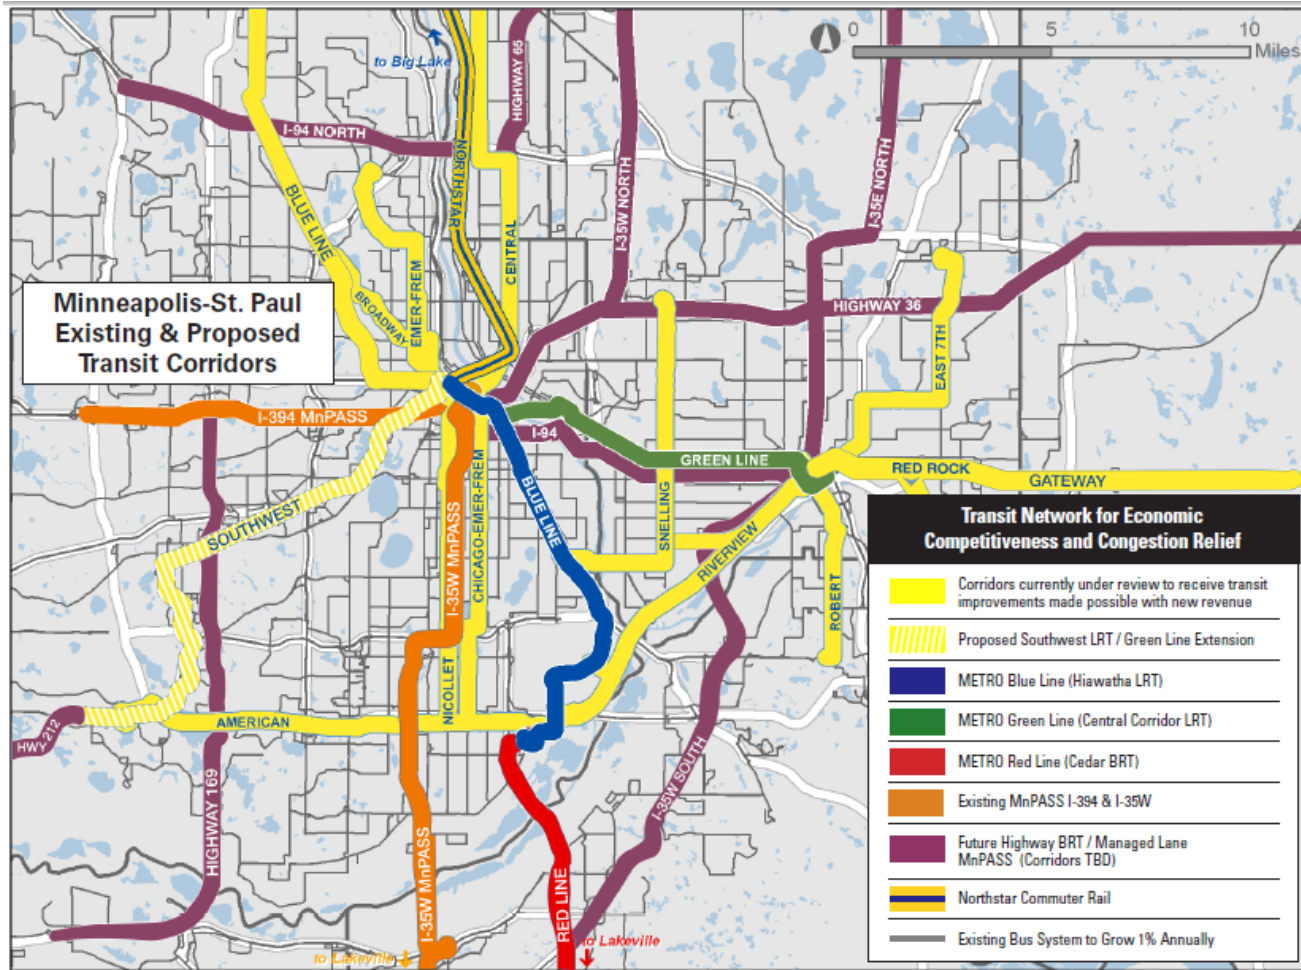 to Big Lake
0
5
10
Miles
HIGHWAY 65
I-94 NORTH
NORTHSTAR
I-35W NORTH
I-35E NORTH
BLUE LINE
CENTRAL
EMER-FREM
BROADWAY
Minneapolis-St. Paul
Existing & Proposed
Transit Corridors
HIGHWAY 36
EAST 7TH
I-394 MnPASS
I-94
GREEN LINE
RED ROCK
GATEWAY
SOUTHWEST
I-35W MnPASS
CHICAGO-EMER-FREM
BLUE LINE
SNELLING
RIVERVIEW
ROBERT
NICOLLET
AMERICAN
HWY 212
HIGHWAY 169
I-35W SOUTH
I-35W MnPASS
RED LINE
to Lakeville
to Lakeville
Transit Network for Economic
Competitiveness and Congestion Relief
Corridors currently under review to receive transit
improvements made possible with new revenue
Proposed Southwest LRT / Green Line Extension
METRO Blue Line (Hiawatha LRT)
METRO Green Line (Central Corridor LRT)
METRO Red Line (Cedar BRT)
Existing MnPASS I-394 & I-35W
Future Highway BRT / Managed Lane
MnPASS (Corridors TBD)
Northstar Commuter Rail
Existing Bus System to Grow 1% Annually